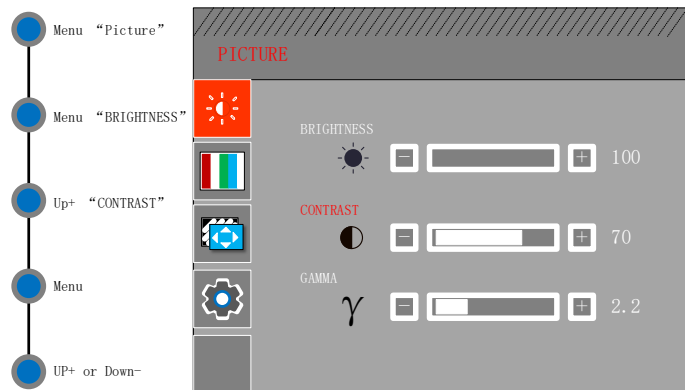 Menu “Picture”
Menu “BRIGHTNESS”
Up+ “CONTRAST”
Menu
UP+ or Down-
PICTURE
BRIGHTNESS
- + 100
CONTRAST
- + 70
GAMMA
γ - + 2.2